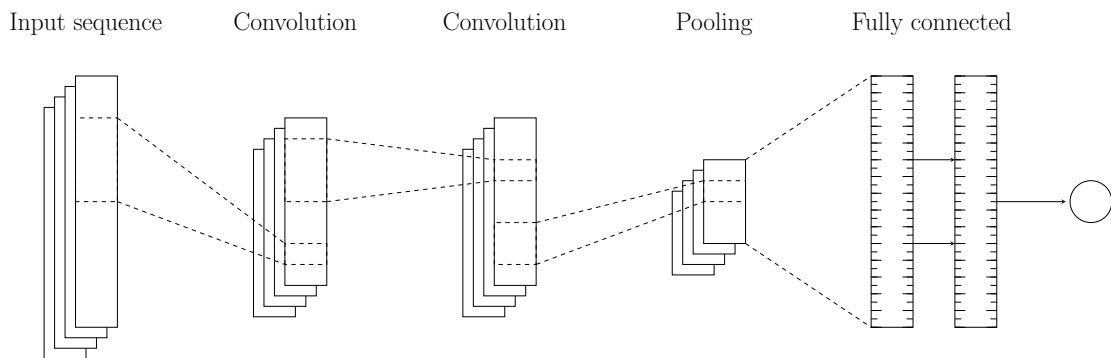 Input sequence
Convolution
Convolution
Pooling
Fully connected